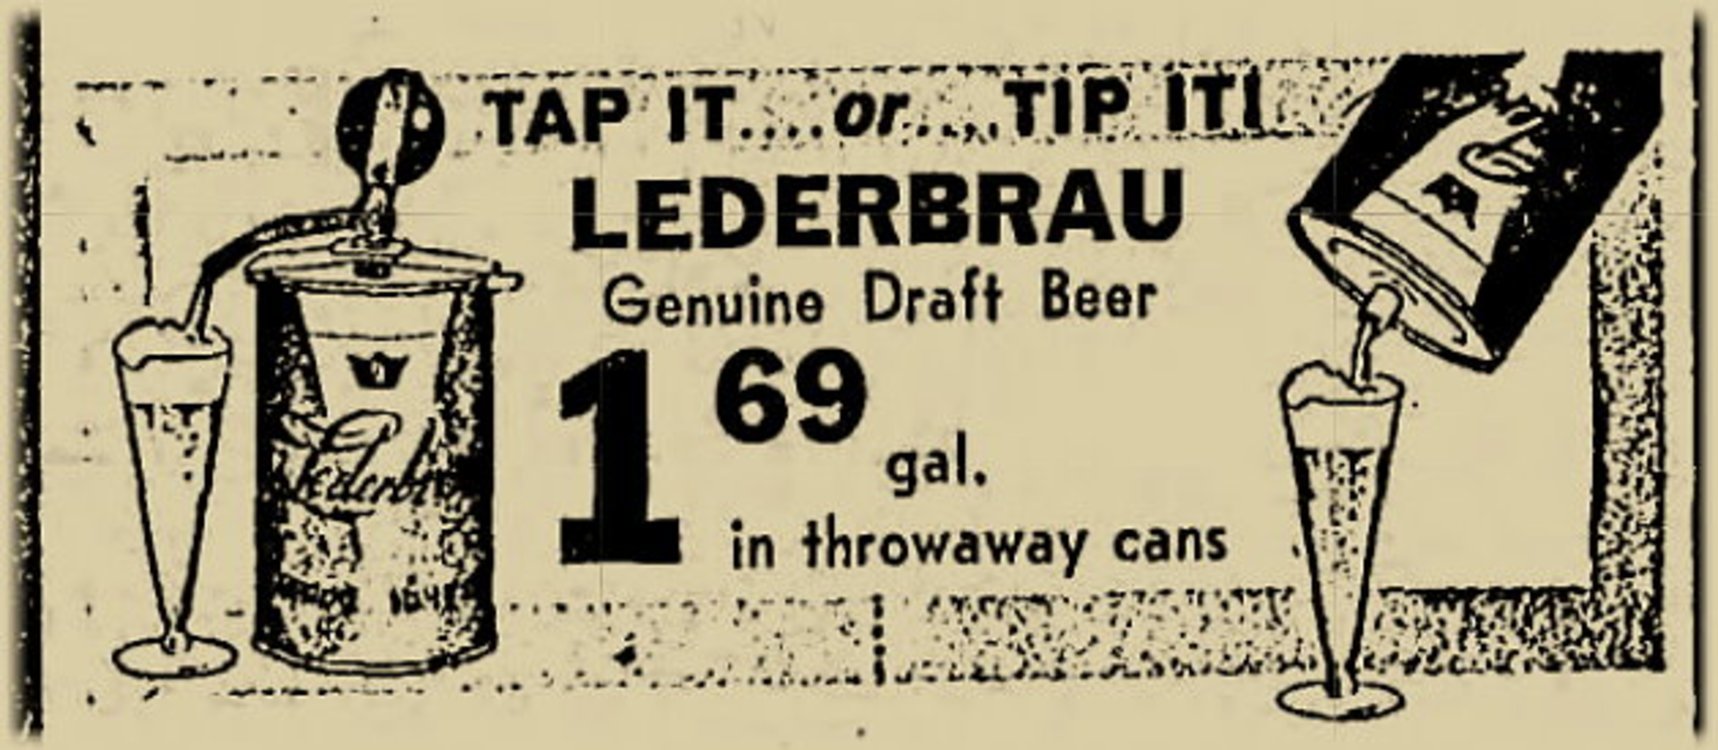 TAP IT....or....TIP IT!
LEDERBRAU
Genuine Draft Beer
1 69 gal.
in throwaway cans